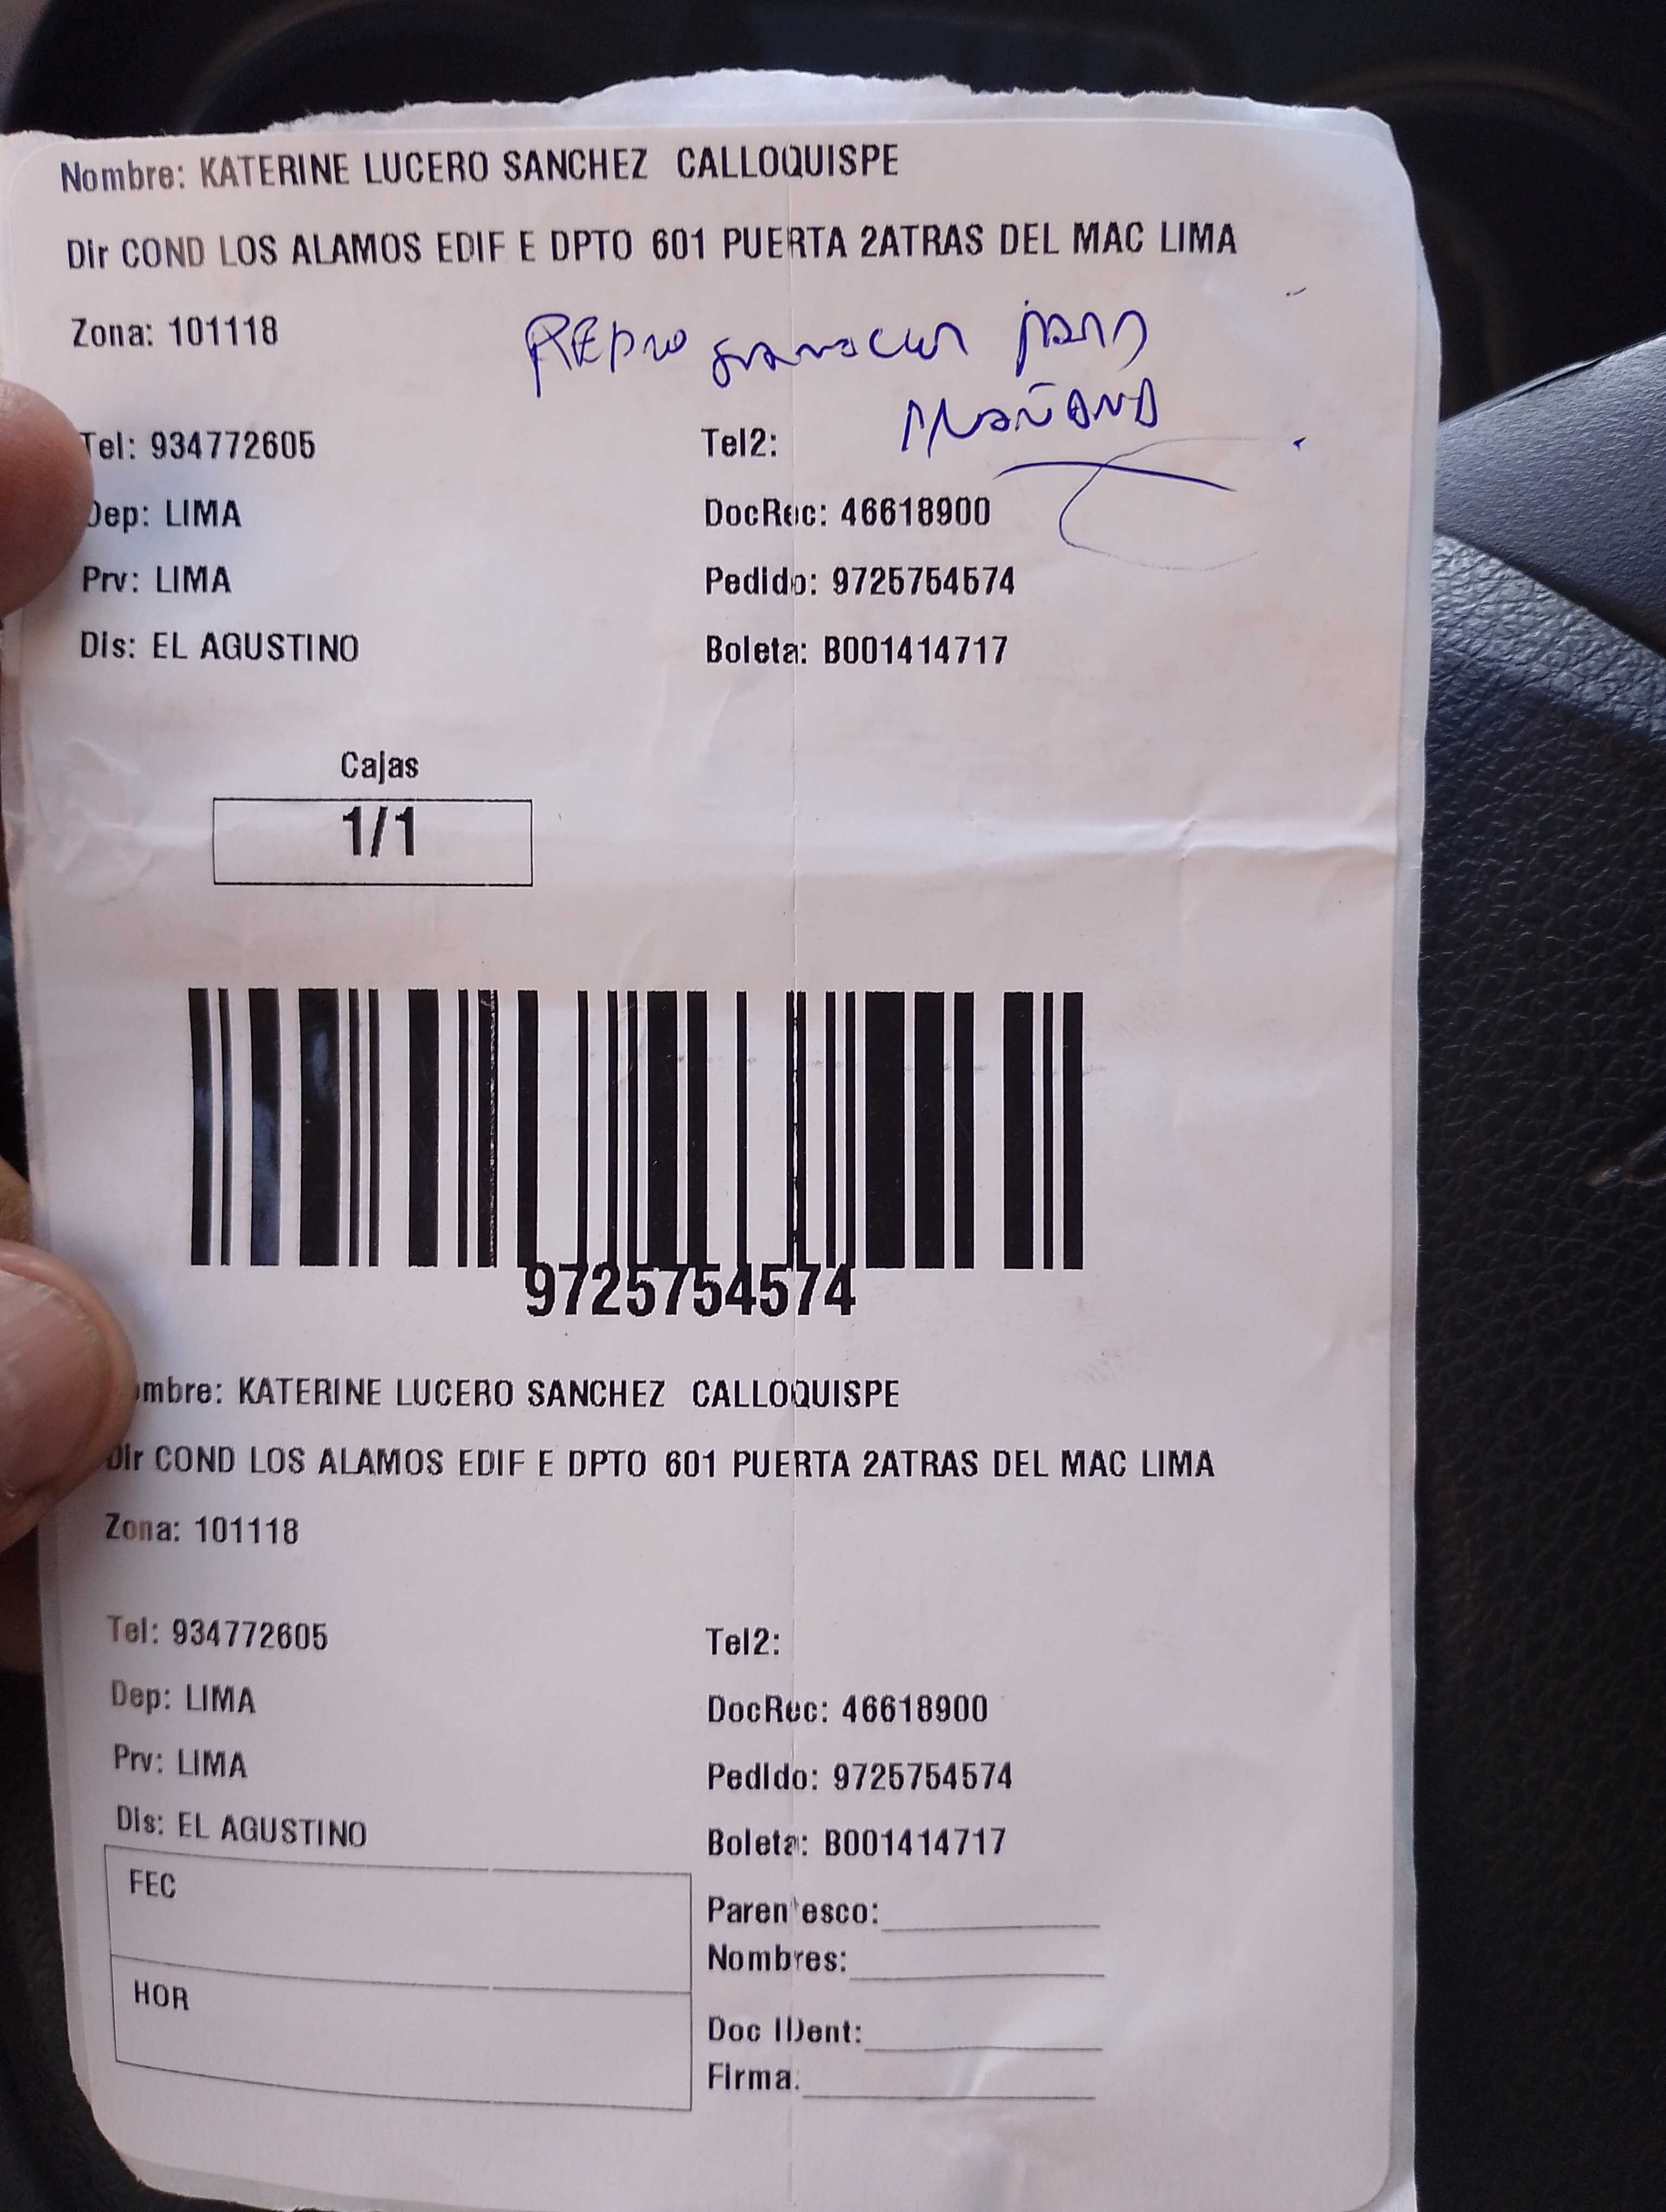 Nombre: KATERINE LUCERO SANCHEZ CALLOQUISPE
Dir COND LOS ALAMOS EDIF E DPTO 601 PUERTA 2ATRAS DEL MAC LIMA
Zona: 101118
REPro gramacion para
MAÑANA
Tel: 934772605 Tel2:
Dep: LIMA DocRec: 46618900
Prv: LIMA Pedido: 9725754574
Dis: EL AGUSTINO Boleta: B001414717
Cajas
1/1
9725754574
ombre: KATERINE LUCERO SANCHEZ CALLOQUISPE
Dir COND LOS ALAMOS EDIF E DPTO 601 PUERTA 2ATRAS DEL MAC LIMA
Zona: 101118
Tel: 934772605 Tel2:
Dep: LIMA DocRec: 46618900
Prv: LIMA Pedido: 9725754574
Dis: EL AGUSTINO Boleta: B001414717
FEC
HOR
Parentesco:
Nombres:
Doc IDent:
Firma: